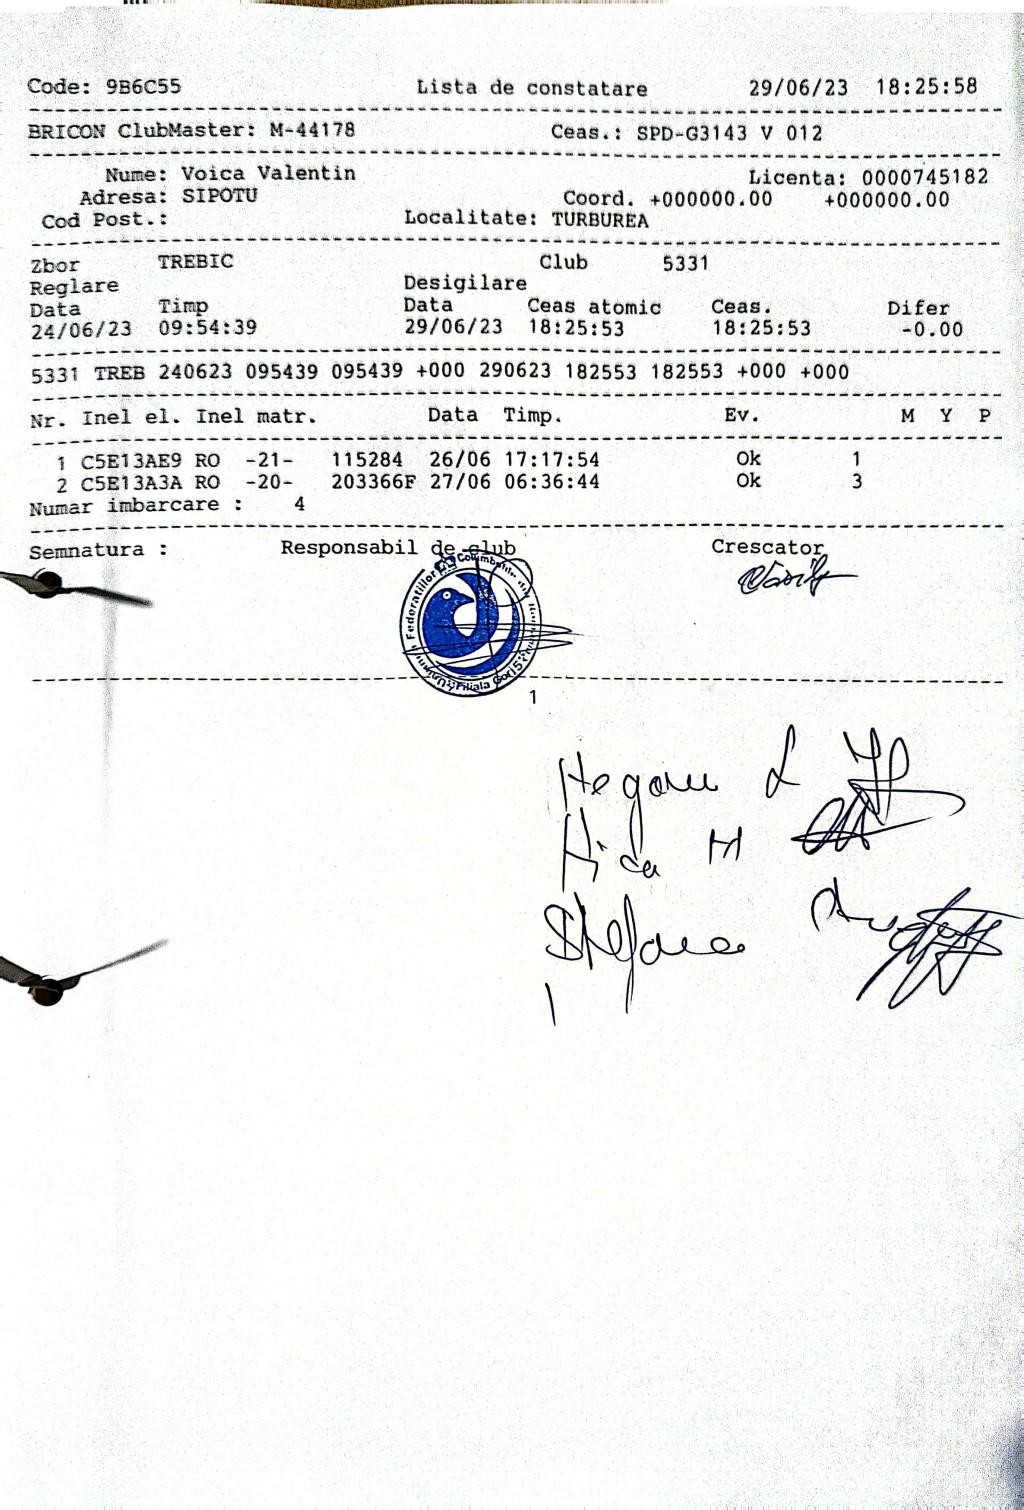 Code: 9B6C55 Lista de constatare 29/06/23 18:25:58
BRICON ClubMaster: M-44178 Ceas.: SPD-G3143 V 012
Nume: Voica Valentin Licenta: 0000745182
Adresa: SIPOTU Coord. +000000.00 +000000.00
Cod Post.: Localitate: TURBUREA
Zbor TREBIC Club 5331
Reglare Desigilare
Data Timp Data Ceas atomic Ceas. Difer
24/06/23 09:54:39 29/06/23 18:25:53 18:25:53 -0.00
5331 TREB 240623 095439 095439 +000 290623 182553 182553 +000 +000
Nr. Inel el. Inel matr. Data Timp. Ev. M Y P
1 C5E13AE9 RO -21- 115284 26/06 17:17:54 Ok 1
2 C5E13A3A RO -20- 203366F 27/06 06:36:44 Ok 3
Numar imbarcare : 4
Semnatura : Responsabil de club Crescator
Filiala Gorj
1